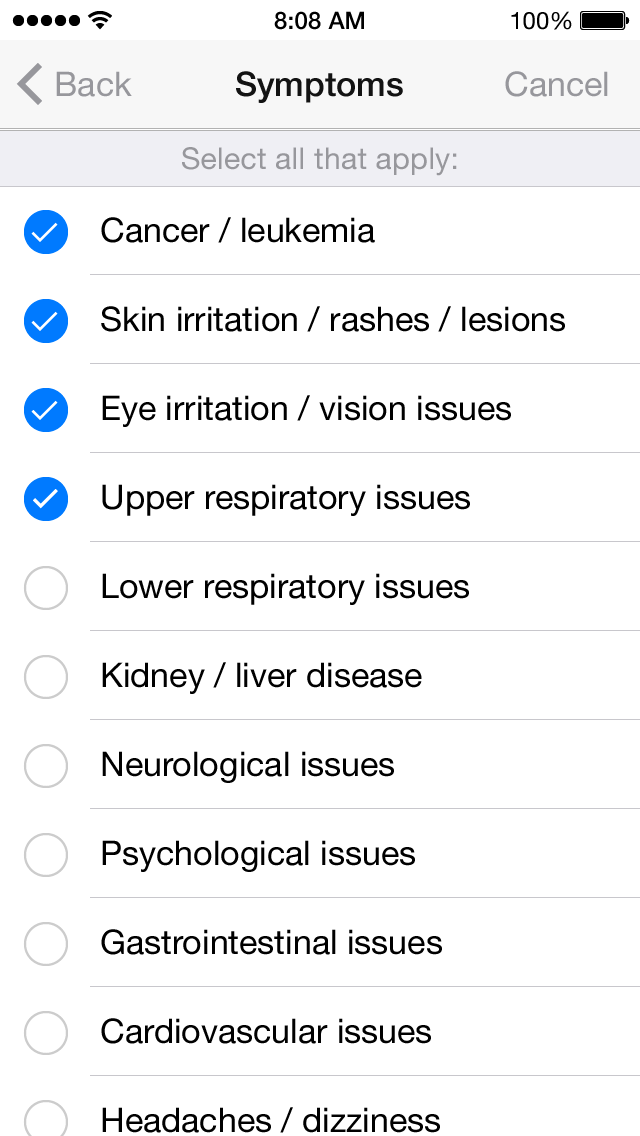 8:08 AM 100%
Back Symptoms Cancel
Select all that apply:
Cancer / leukemia
Skin irritation / rashes / lesions
Eye irritation / vision issues
Upper respiratory issues
Lower respiratory issues
Kidney / liver disease
Neurological issues
Psychological issues
Gastrointestinal issues
Cardiovascular issues
Headaches / dizziness